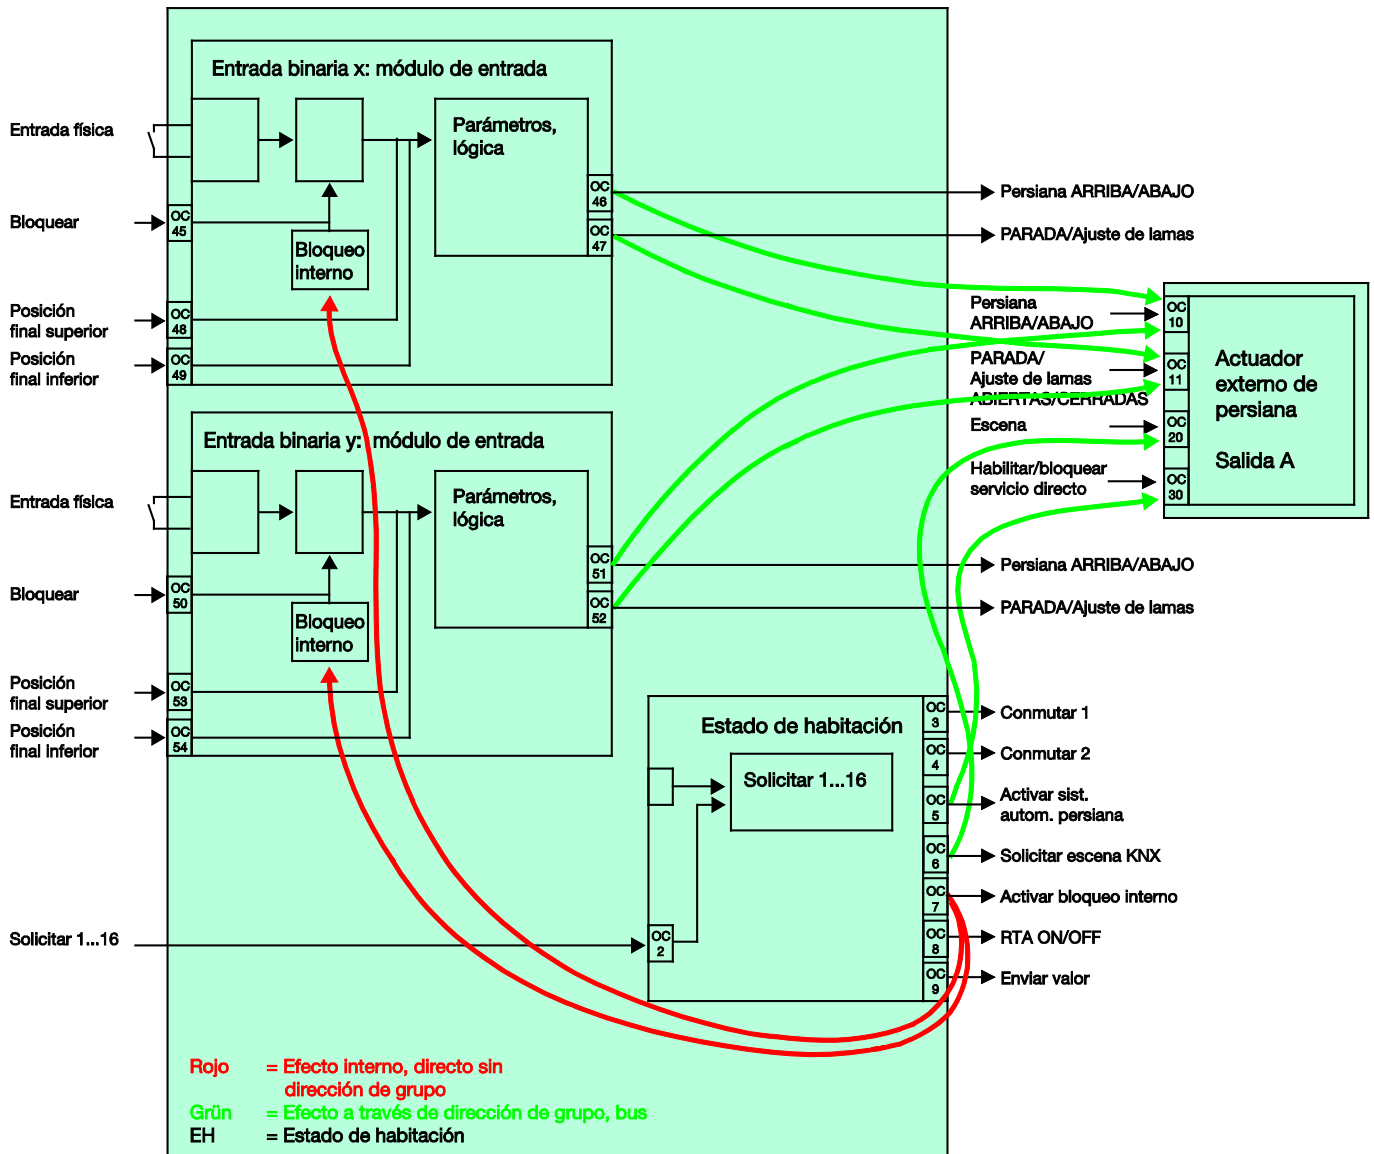 Entrada binaria x: módulo de entrada
Entrada física
Parámetros,
lógica
OC
46
Persiana ARRIBA/ABAJO
Bloquear
OC
45
OC
47
PARADA/Ajuste de lamas
Bloqueo
interno
Posición
final superior
OC
48
Posición
final inferior
OC
49
Persiana
ARRIBA/ABAJO
OC
10
PARADA/
Ajuste de lamas
ABIERTAS/CERRADAS
OC
11
Escena
OC
20
Habilitar/bloquear
servicio directo
OC
30
Actuador
externo de
persiana
Salida A
Entrada binaria y: módulo de entrada
Entrada física
Parámetros,
lógica
OC
51
Persiana ARRIBA/ABAJO
Bloquear
OC
50
OC
52
PARADA/Ajuste de lamas
Bloqueo
interno
Posición
final superior
OC
53
Posición
final inferior
OC
54
Estado de habitación
Solicitar 1...16
OC
3
Conmutar 1
OC
4
Conmutar 2
OC
5
Activar sist.
autom. persiana
OC
6
Solicitar escena KNX
OC
7
Activar bloqueo interno
Solicitar 1...16
OC
2
OC
8
RTA ON/OFF
OC
9
Enviar valor
Rojo = Efecto interno, directo sin
dirección de grupo
Grün = Efecto a través de dirección de grupo, bus
EH = Estado de habitación